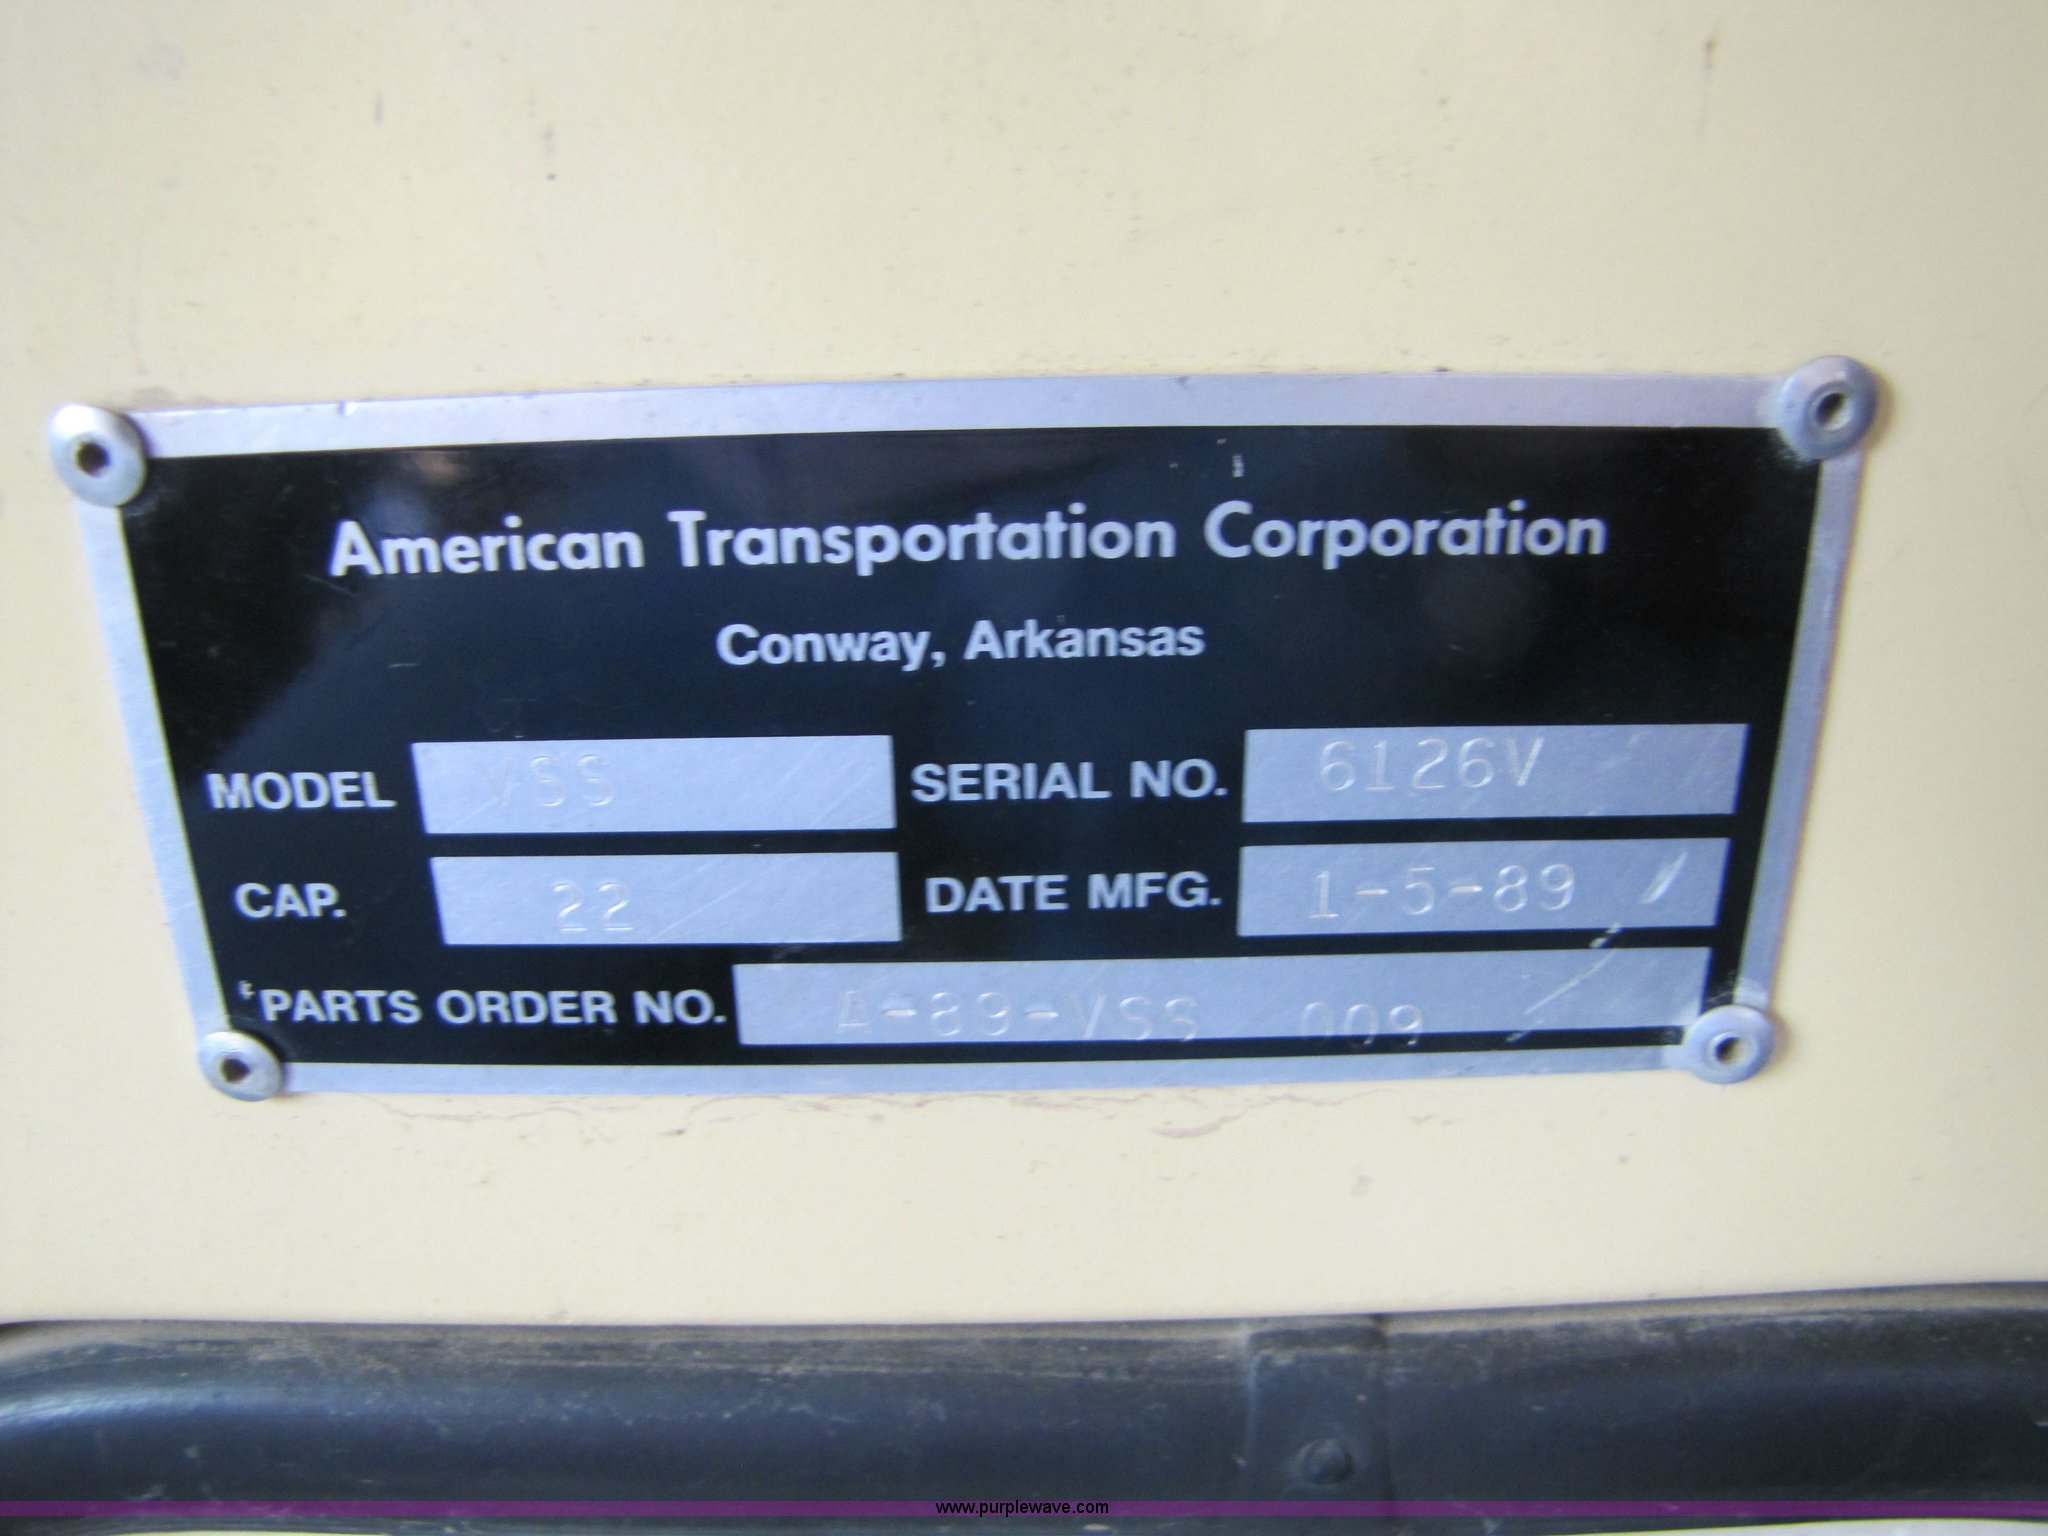 American Transportation Corporation
Conway, Arkansas
MODEL VSS SERIAL NO. 6126V
CAP. 22 DATE MFG. 1-5-89
PARTS ORDER NO. A-89-VSS 009
www.purplewave.com